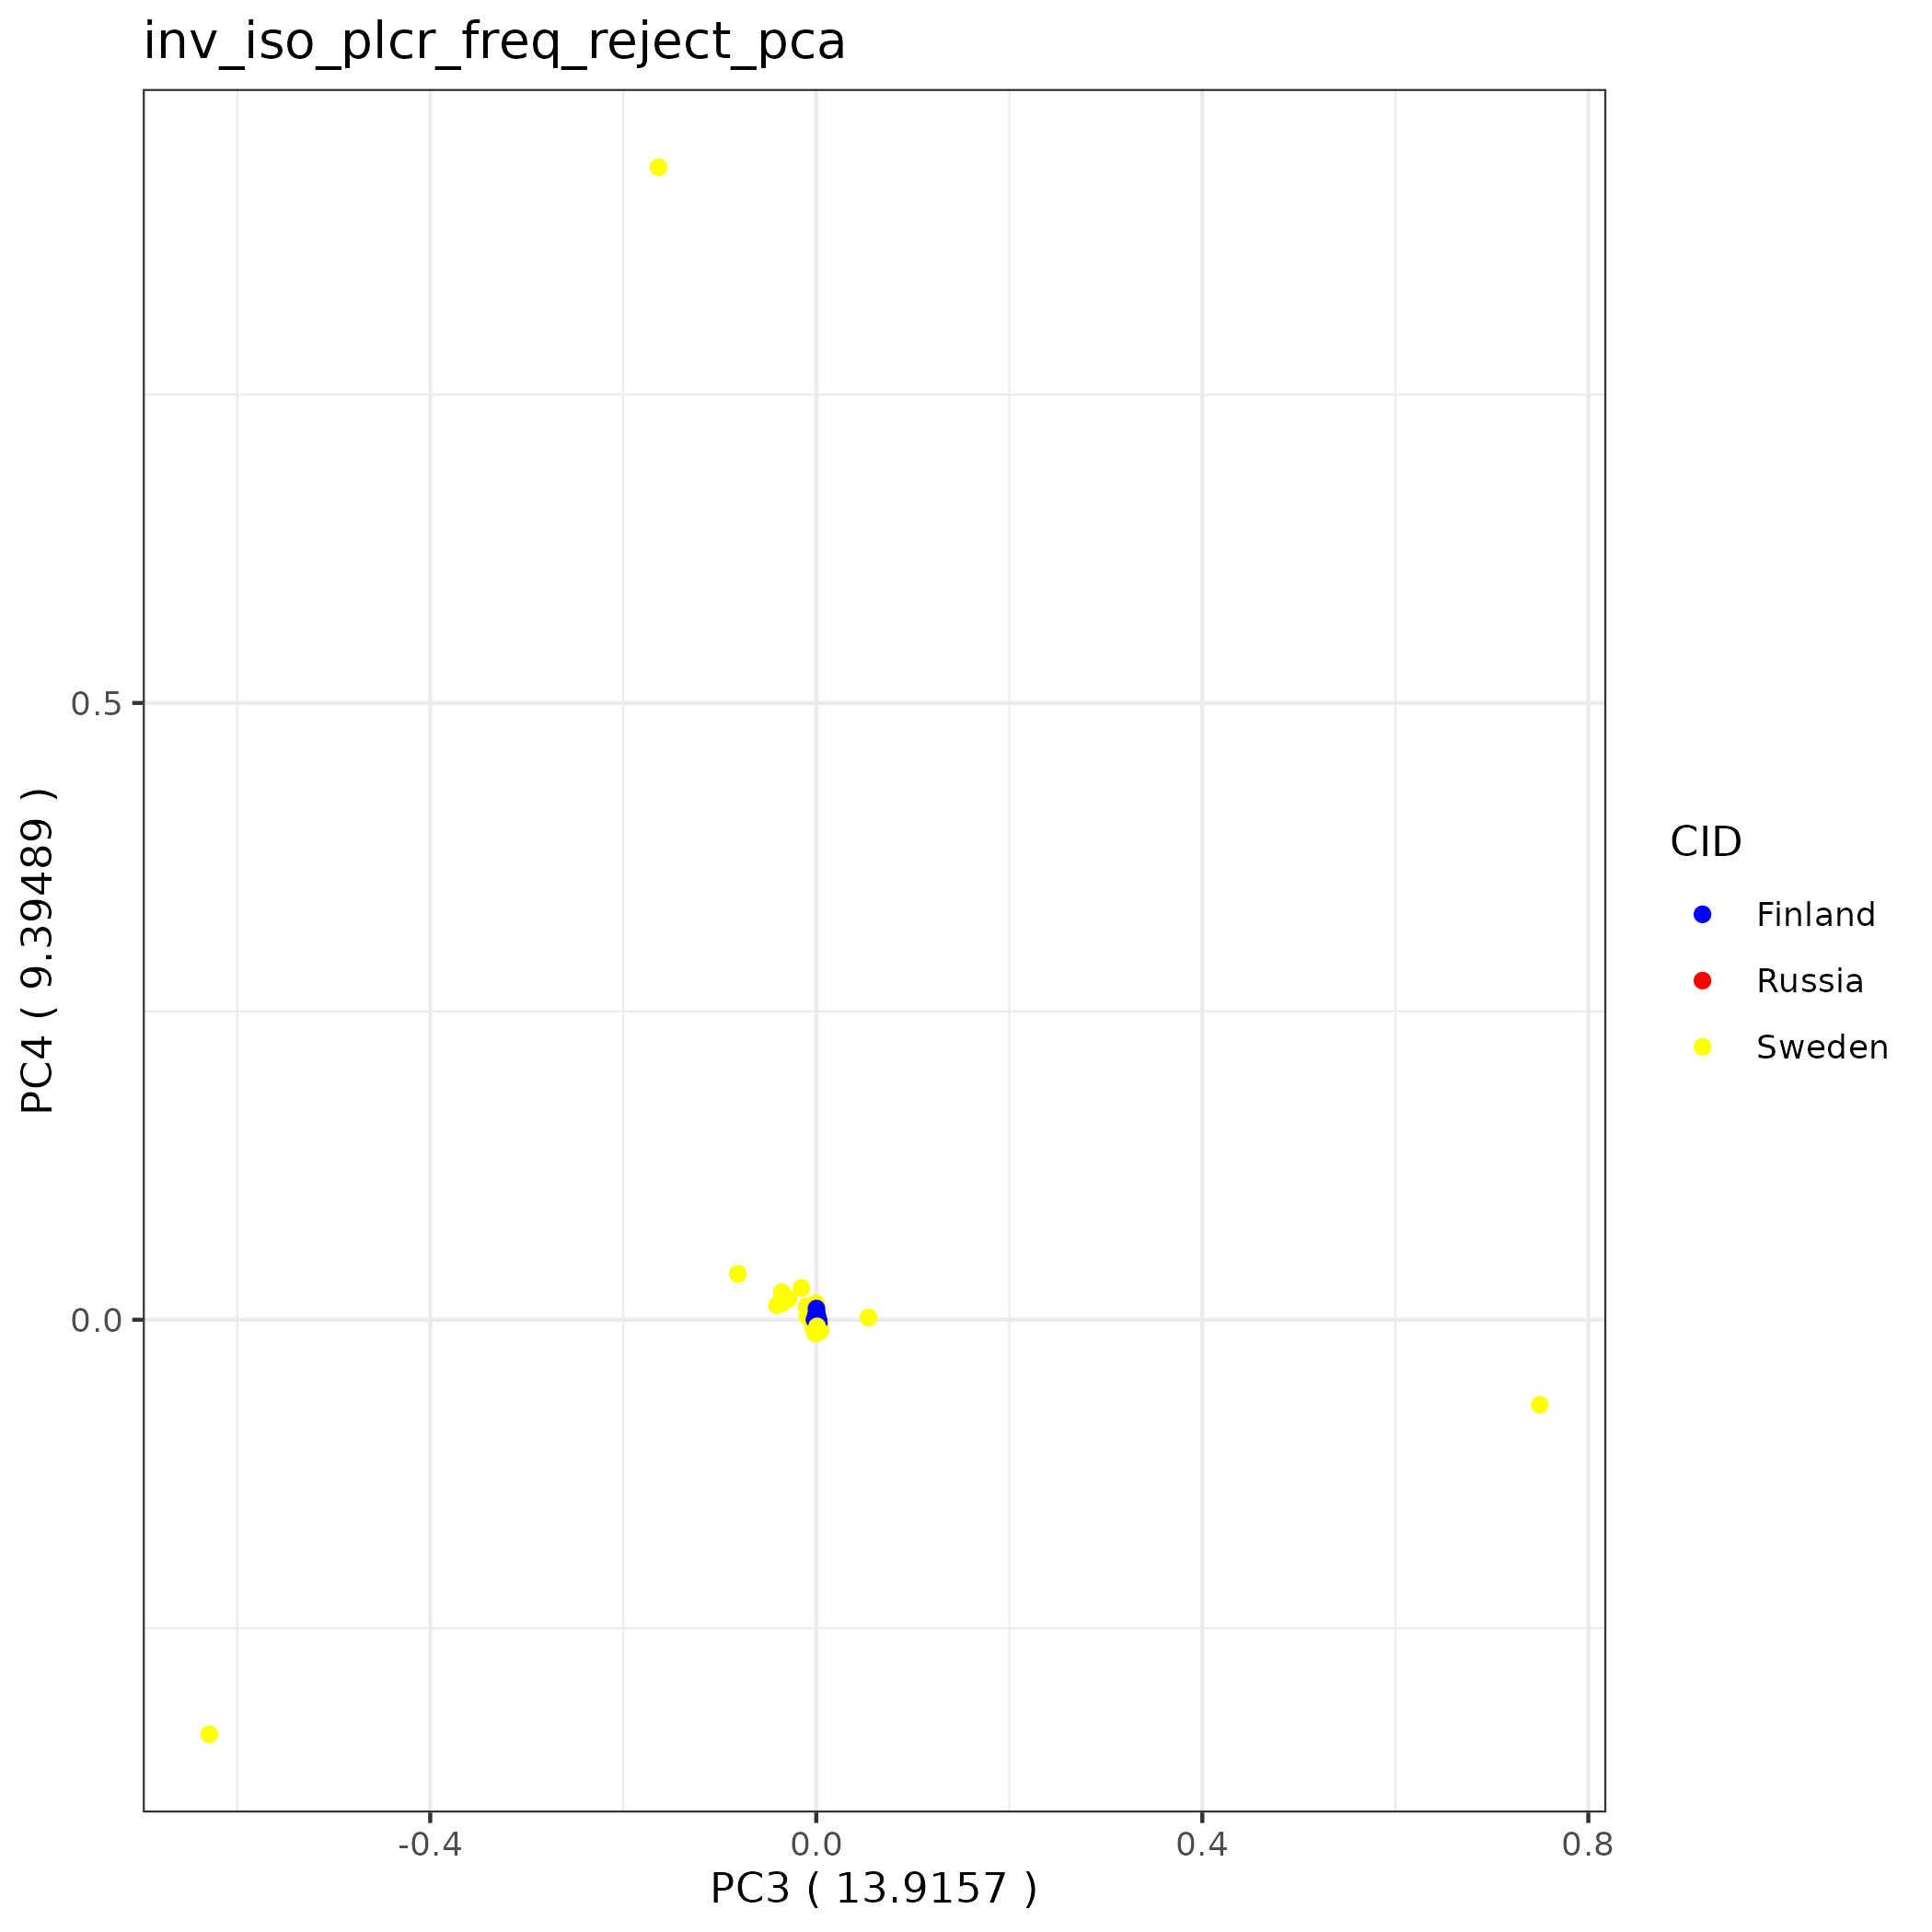 inv_iso_plcr_freq_reject_pca
0.5
0.0
PC4 ( 9.39489 )
-0.4
0.0
0.4
0.8
PC3 ( 13.9157 )
CID
Finland
Russia
Sweden